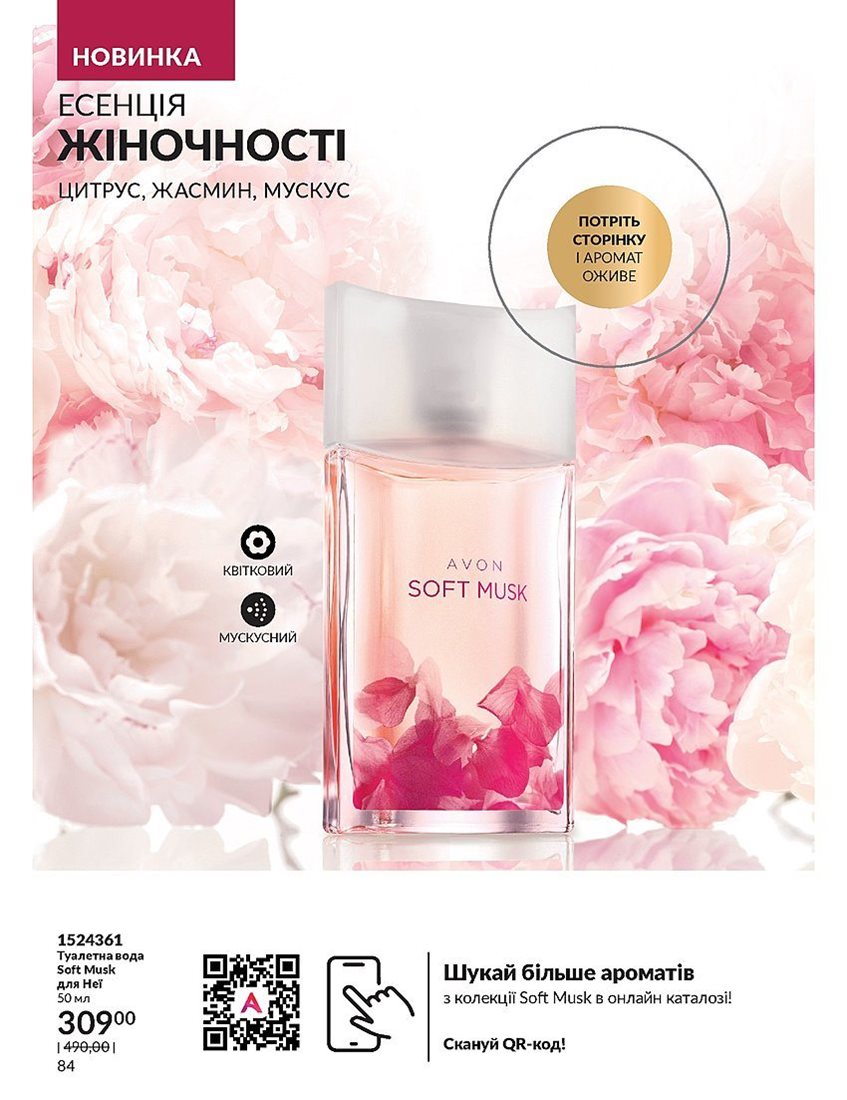 НОВИНКА
ЕСЕНЦІЯ
ЖІНОЧНОСТІ
ЦИТРУС, ЖАСМИН, МУСКУС
ПОТРІТЬ
СТОРІНКУ
І АРОМАТ
ОЖИВЕ
КВІТКОВИЙ
МУСКУСНИЙ
AVON
SOFT MUSK
1524361
Туалетна вода
Soft Musk
для Неї
50 мл
309⁰⁰
| 490,00 |
84
Шукай більше ароматів
з колекції Soft Musk в онлайн каталозі!
Скануй QR-код!